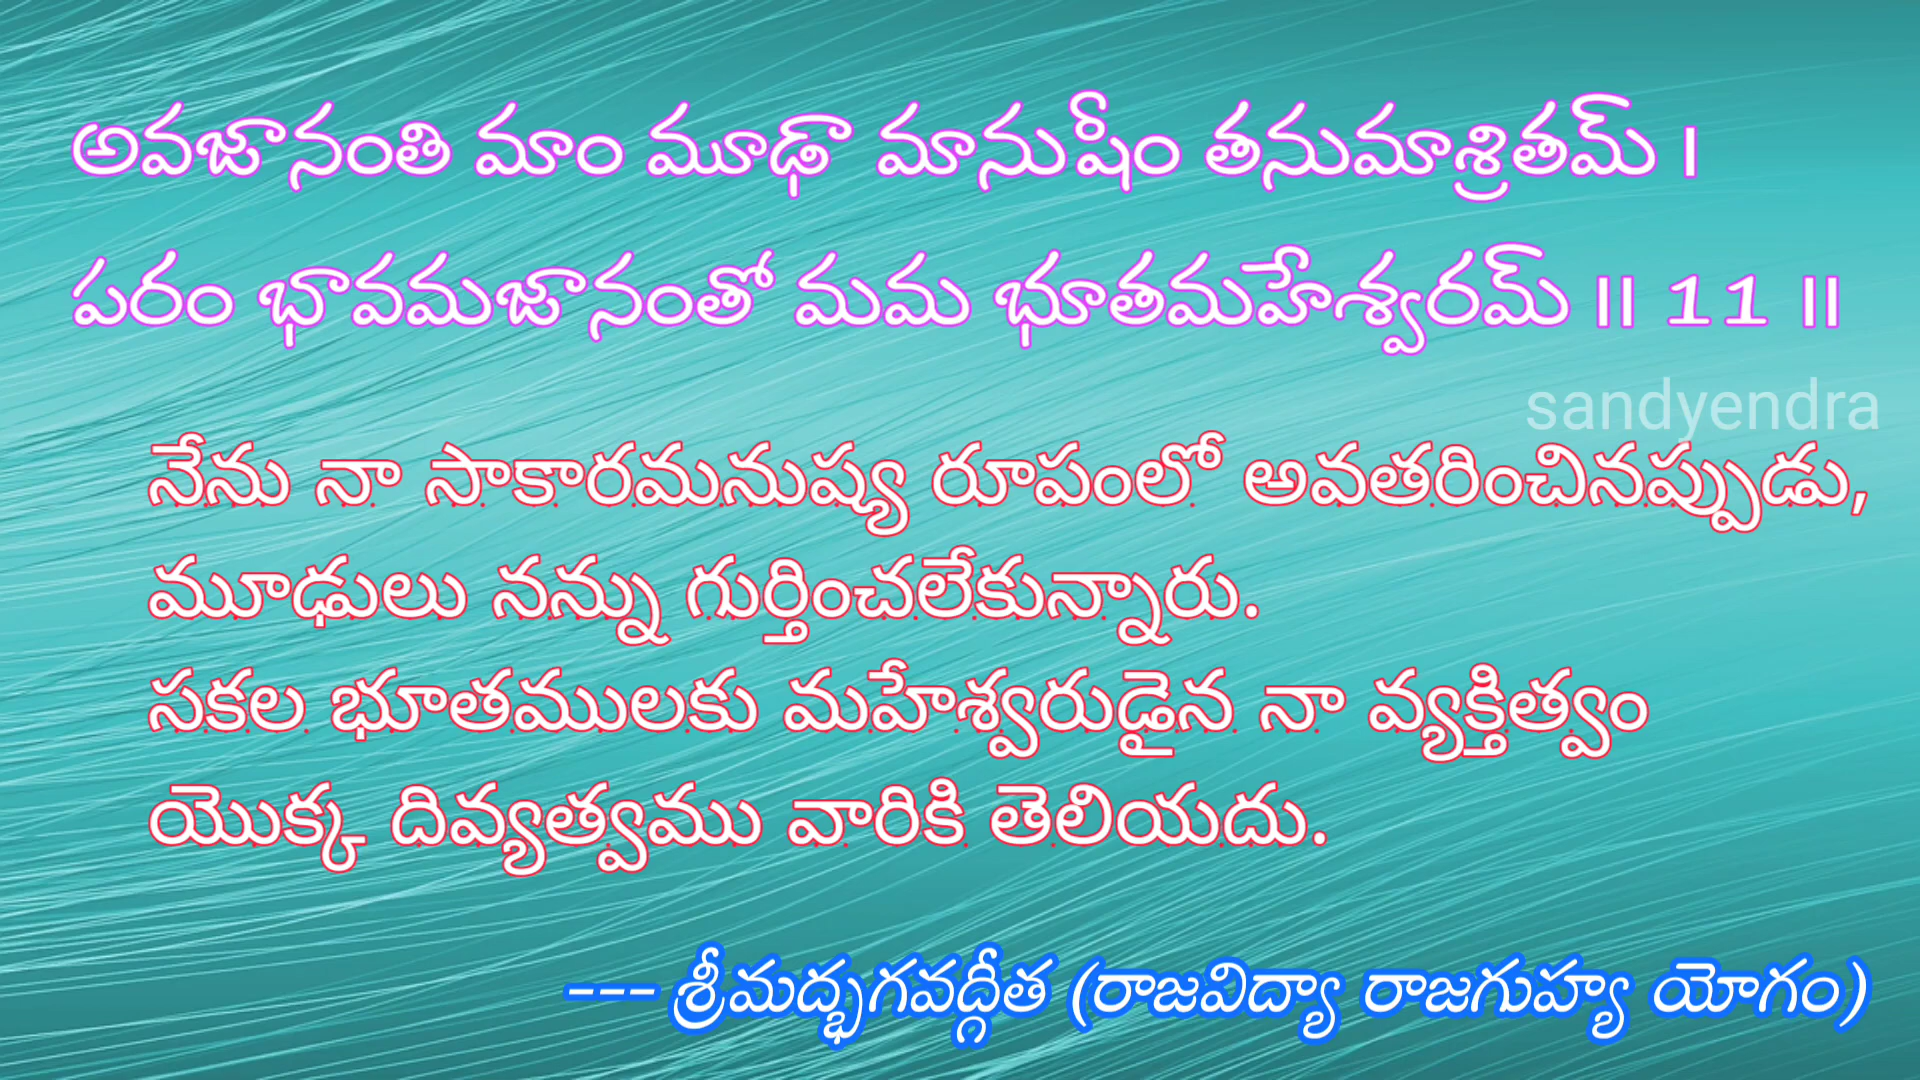 అవజానంతి మాం మూఢా మానుషీం తనుమాశ్రితమ్ ।
పరం భావమజానంతో మమ భూతమహేశ్వరమ్ ॥ 11 ॥
sandyendra
నేను నా సాకారమనుష్య రూపంలో అవతరించినప్పుడు,
మూఢులు నన్ను గుర్తించలేకున్నారు.
సకల భూతములకు మహేశ్వరుడైన నా వ్యక్తిత్వం
యొక్క దివ్యత్వము వారికి తెలియదు.
--- శ్రీమద్భగవద్గీత (రాజవిద్యా రాజగుహ్య యోగం)